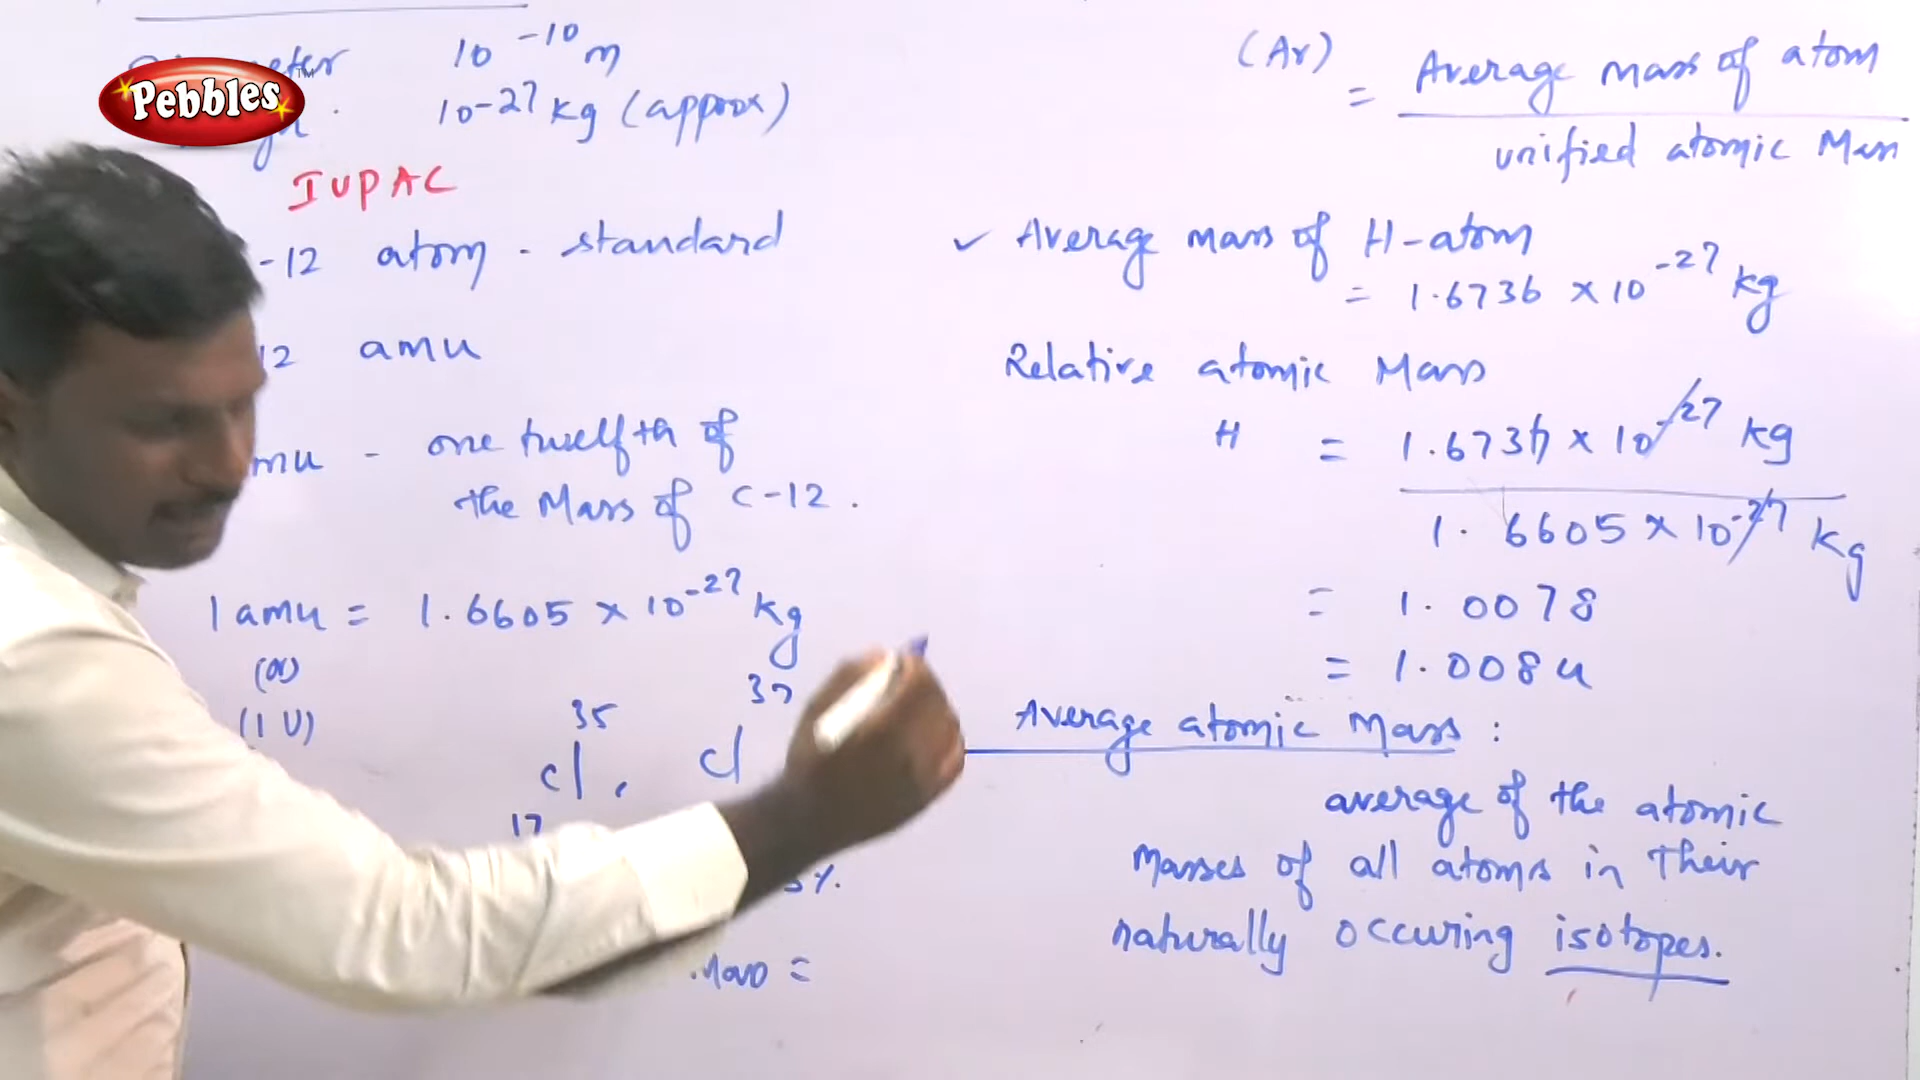 Pebbles™
10 -10 m
10-27 kg (approx)
IUPAC
-12 atom - standard
12 amu
mu - one twelfth of
the Mass of C-12.
1 amu = 1.6605 × 10-27 kg
(or)
(1 U)
35
Cl,
17
37
Cl
5%.
Mass =
(Ar) = Average mass of atom
unified atomic Mass
✓ Average mass of H-atom
= 1.6736 × 10 -27 kg
Relative atomic Mass
H = 1.6736 × 10-27 kg
1.6605 × 10-27 kg
= 1.0078
= 1.008u
Average atomic Mass :
average of the atomic
Masses of all atoms in Their
naturally occuring isotopes.